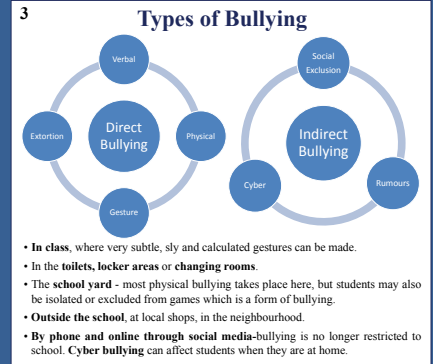 3
Types of Bullying
Verbal
Extortion
Direct
Bullying
Physical
Gesture
Social
Exclusion
Indirect
Bullying
Cyber
Rumours
• In class, where very subtle, sly and calculated gestures can be made.
• In the toilets, locker areas or changing rooms.
• The school yard - most physical bullying takes place here, but students may also
be isolated or excluded from games which is a form of bullying.
• Outside the school, at local shops, in the neighbourhood.
• By phone and online through social media-bullying is no longer restricted to
school. Cyber bullying can affect students when they are at home.